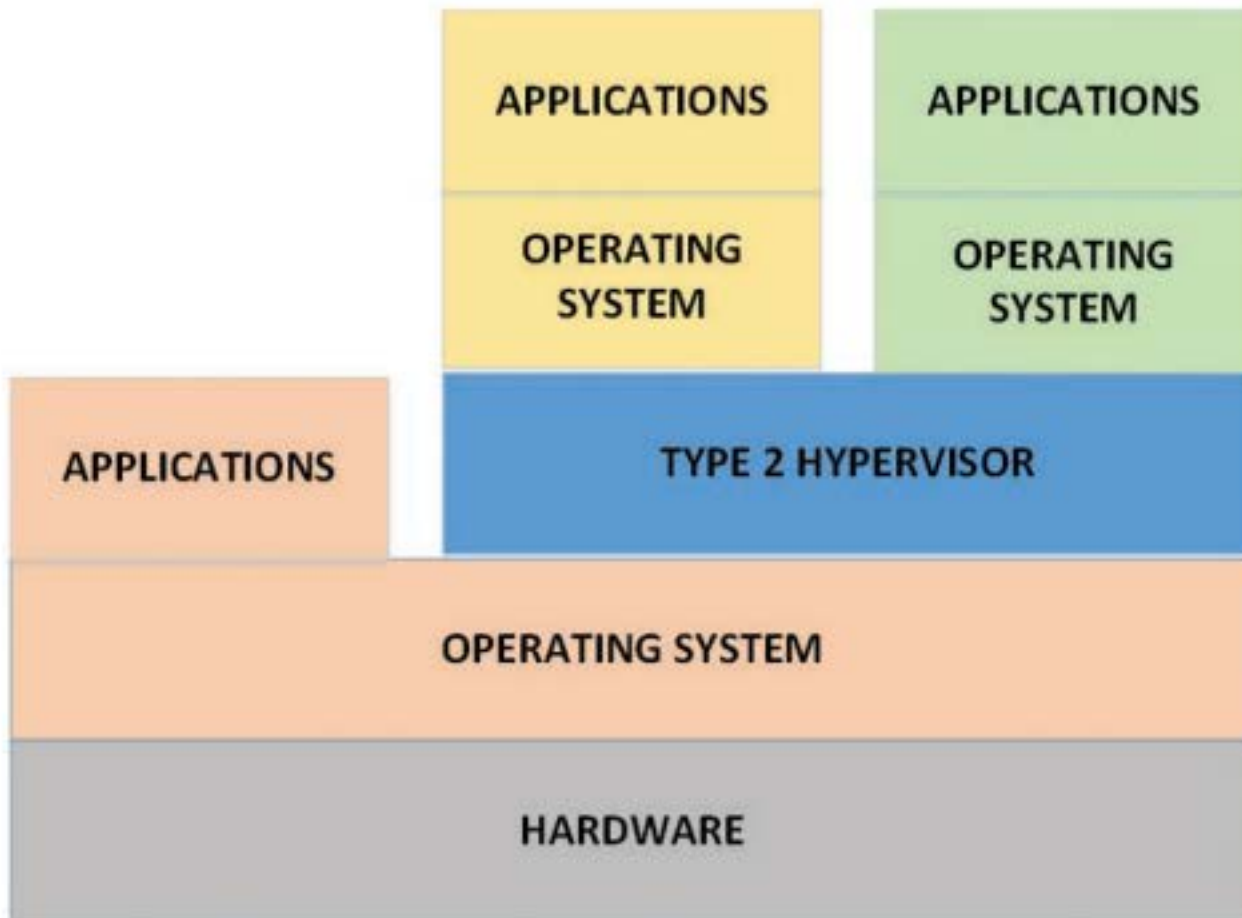 APPLICATIONS
APPLICATIONS
OPERATING
SYSTEM
OPERATING
SYSTEM
APPLICATIONS
TYPE 2 HYPERVISOR
OPERATING SYSTEM
HARDWARE